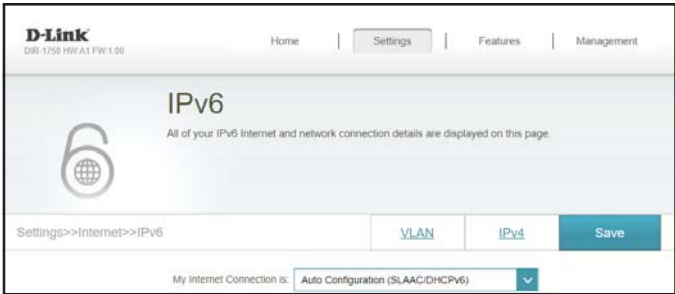 D-Link
DIR-1750 HW:A1 FW:1.00
Home | Settings | Features | Management
IPv6
All of your IPv6 Internet and network connection details are displayed on this page.
Settings>>Internet>>IPv6
VLAN
IPv4
Save
My Internet Connection is: Auto Configuration (SLAAC/DHCPv6)